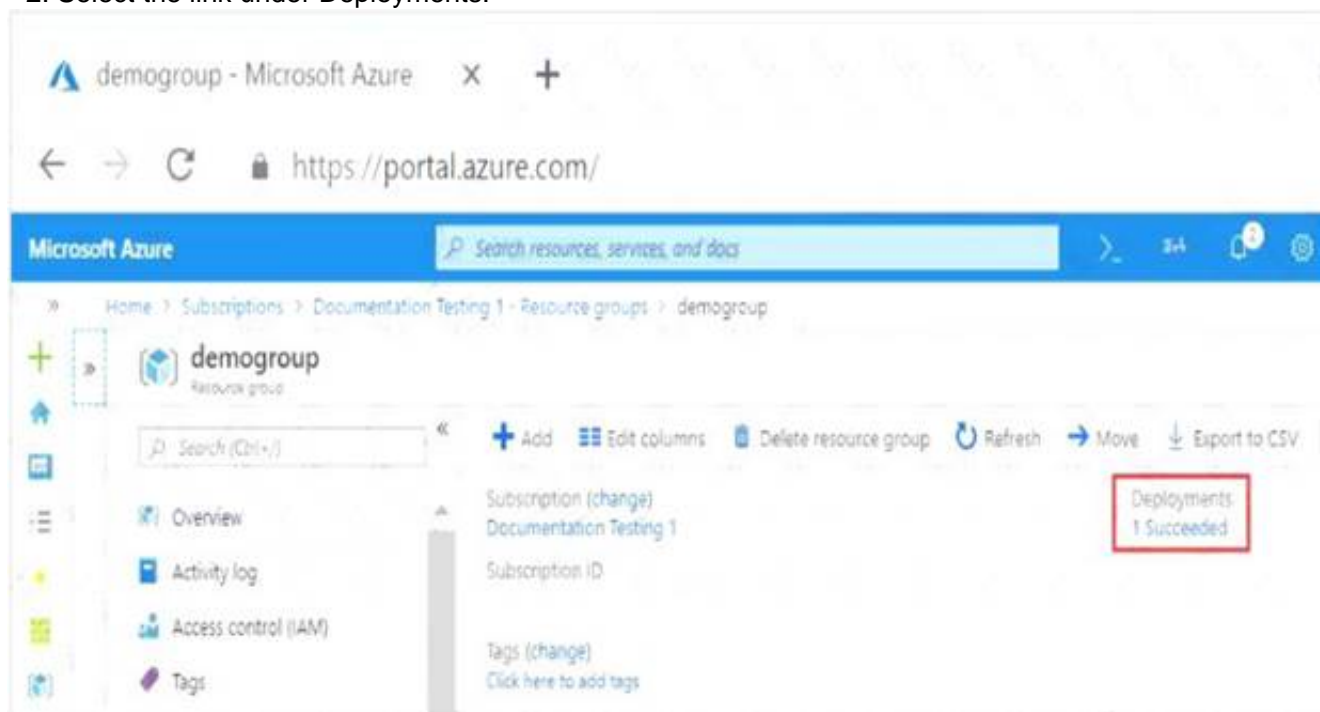 2. Select the link under Deployments.
demogroup - Microsoft Azure
https://portal.azure.com/
Microsoft Azure
Search resources, services, and docs
2
Home > Subscriptions > Documentation Testing 1 - Resource groups > demogroup
demogroup
Resource group
Search (Ctrl+/)
Add Edit columns Delete resource group Refresh Move Export to CSV
Overview
Activity log
Access control (IAM)
Tags
Subscription (change)
Documentation Testing 1
Subscription ID
Tags (change)
Click here to add tags
Deployments
1 Succeeded